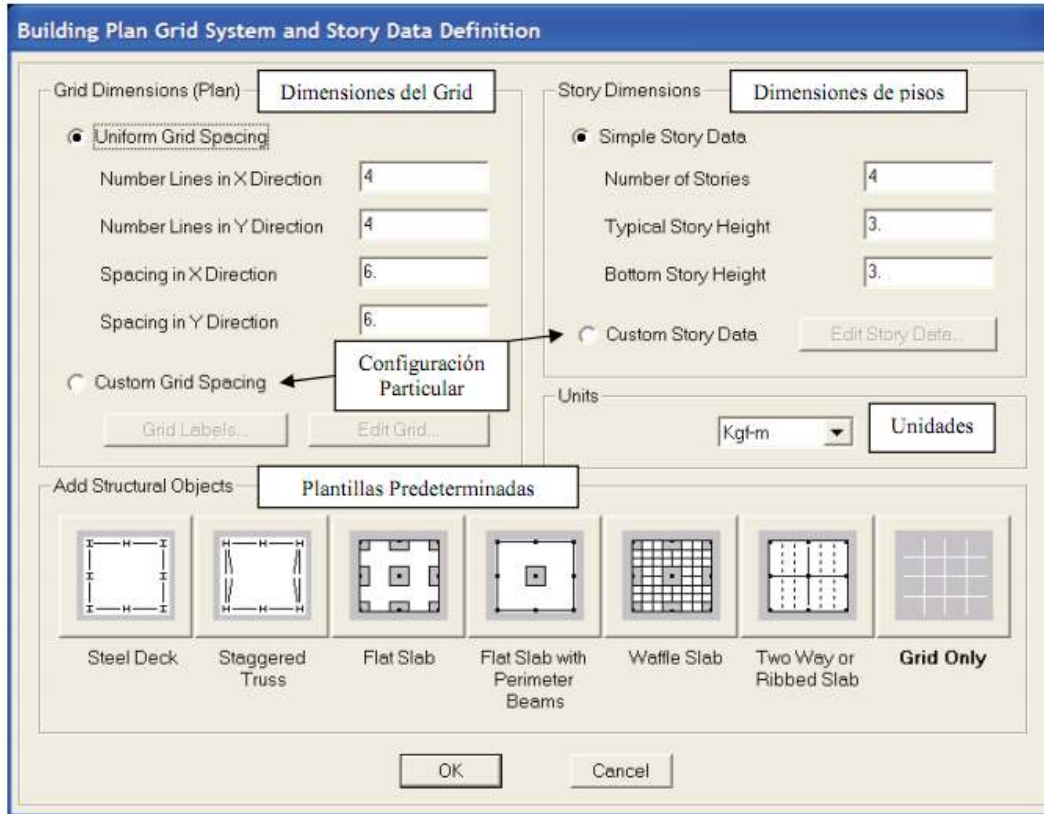 Building Plan Grid System and Story Data Definition
Grid Dimensions (Plan)
Dimensiones del Grid
Uniform Grid Spacing
Number Lines in X Direction
4
Number Lines in Y Direction
4
Spacing in X Direction
6.
Spacing in Y Direction
6.
Configuración
Particular
Custom Grid Spacing
Grid Labels...
Edit Grid...
Story Dimensions
Dimensiones de pisos
Simple Story Data
Number of Stories
4
Typical Story Height
3.
Bottom Story Height
3.
Custom Story Data
Edit Story Data...
Units
Kgf-m
Unidades
Add Structural Objects
Plantillas Predeterminadas
Steel Deck
Staggered
Truss
Flat Slab
Flat Slab with
Perimeter
Beams
Waffle Slab
Two Way or
Ribbed Slab
Grid Only
OK
Cancel